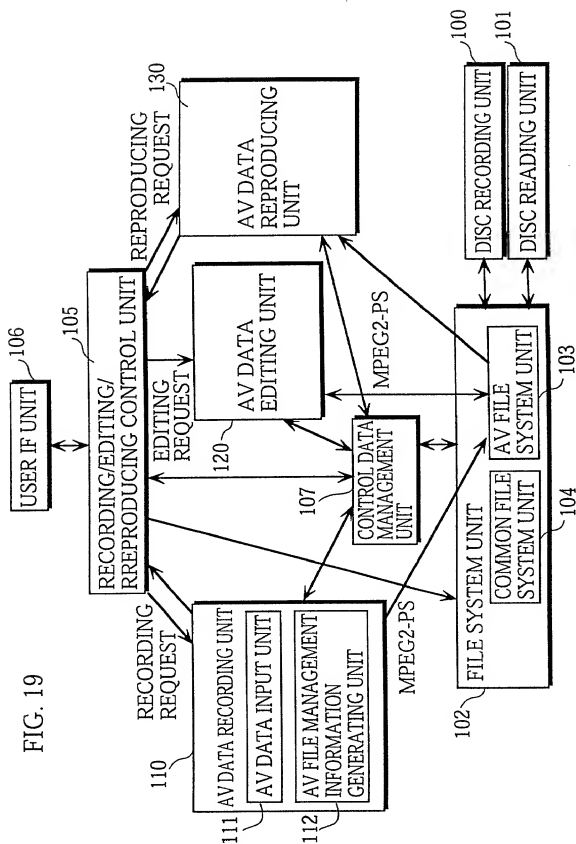 FIG. 19
USER IF UNIT
106
RECORDING/EDITING/
RREPRODUCING CONTROL UNIT
105
RECORDING
REQUEST
EDITING
REQUEST
REPRODUCING
REQUEST
110
AV DATA RECORDING UNIT
111
AV DATA INPUT UNIT
112
AV FILE MANAGEMENT
INFORMATION
GENERATING UNIT
120
AV DATA
EDITING UNIT
130
AV DATA
REPRODUCING
UNIT
107
CONTROL DATA
MANAGEMENT
UNIT
MPEG2-PS
MPEG2-PS
102
FILE SYSTEM UNIT
COMMON FILE
SYSTEM UNIT
104
AV FILE
SYSTEM UNIT
103
DISC RECORDING UNIT
100
DISC READING UNIT
101